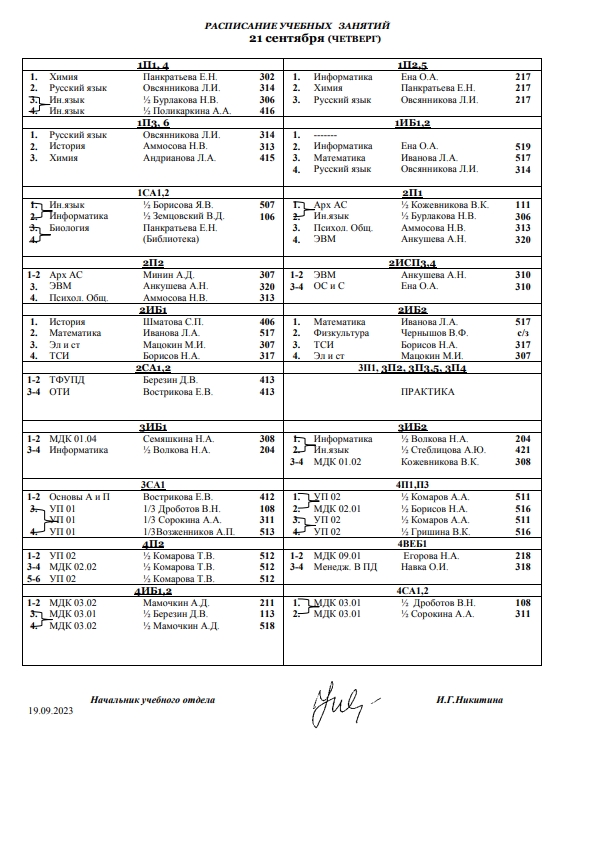 РАСПИСАНИЕ УЧЕБНЫХ ЗАНЯТИЙ
21 сентября (ЧЕТВЕРГ)
1П1, 4
1. Химия Панкратьева Е.Н. 302
2. Русский язык Овсянникова Л.И. 314
3. Ин.язык ½ Бурлакова Н.В. 306
4. Ин.язык ½ Поликаркина А.А. 416
1П2,5
1. Информатика Ена О.А. 217
2. Химия Панкратьева Е.Н. 217
3. Русский язык Овсянникова Л.И. 217
1П3, 6
1. Русский язык Овсянникова Л.И. 314
2. История Аммосова Н.В. 313
3. Химия Андрианова Л.А. 415
1ИБ1,2
1. -------
2. Информатика Ена О.А. 519
3. Математика Иванова Л.А. 517
4. Русский язык Овсянникова Л.И. 314
1СА1,2
1. Ин.язык ½ Борисова Я.В. 507
2. Информатика ½ Земцовский В.Д. 106
3. Биология Панкратьева Е.Н.
4. (Библиотека)
2П1
1. Арх АС ½ Кожевникова В.К. 111
2. Ин.язык ½ Бурлакова Н.В. 306
3. Психол. Общ. Аммосова Н.В. 313
4. ЭВМ Анкушева А.Н. 320
2П2
1-2 Арх АС Минин А.Д. 307
3. ЭВМ Анкушева А.Н. 320
4. Психол. Общ. Аммосова Н.В. 313
2ИСП3,4
1-2 ЭВМ Анкушева А.Н. 310
3-4 ОС и С Ена О.А. 310
2ИБ1
1. История Шматова С.П. 406
2. Математика Иванова Л.А. 517
3. Эл и ст Мацокин М.И. 307
4. ТСИ Борисов Н.А. 317
2ИБ2
1. Математика Иванова Л.А. 517
2. Физкультура Чернышов В.Ф. с/з
3. ТСИ Борисов Н.А. 317
4. Эл и ст Мацокин М.И. 307
2СА1,2
1-2 ТФУПД Березин Д.В. 413
3-4 ОТИ Вострикова Е.В. 413
3П1, 3П2, 3П3,5, 3П4
ПРАКТИКА
3ИБ1
1-2 МДК 01.04 Семяшкина Н.А. 308
3-4 Информатика ½ Волкова Н.А. 204
3ИБ2
1. Информатика ½ Волкова Н.А. 204
2. Ин.язык ½ Стеблицова А.Ю. 421
3-4 МДК 01.02 Кожевникова В.К. 308
3СА1
1-2 Основы А и П Вострикова Е.В. 412
3. УП 01 1/3 Дроботов В.Н. 108
УП 01 1/3 Сорокина А.А. 311
4. УП 01 1/3Возженников А.П. 513
4П1,П3
1. УП 02 ½ Комаров А.А. 511
2. МДК 02.01 ½ Борисов Н.А. 516
3. УП 02 ½ Комаров А.А. 511
4. УП 02 ½ Гришина В.К. 516
4П2
1-2 УП 02 ½ Комарова Т.В. 512
3-4 МДК 02.02 ½ Комарова Т.В. 512
5-6 УП 02 ½ Комарова Т.В. 512
4ВЕБ1
1-2 МДК 09.01 Егорова Н.А. 218
3-4 Менедж. В ПД Навка О.И. 318
4ИБ1,2
1-2 МДК 03.02 Мамочкин А.Д. 211
3. МДК 03.01 ½ Березин Д.В. 113
4. МДК 03.02 ½ Мамочкин А.Д. 518
4СА1,2
1. МДК 03.01 ½ Дроботов В.Н. 108
2. МДК 03.01 ½ Сорокина А.А. 311
Начальник учебного отдела И.Г.Никитина
19.09.2023